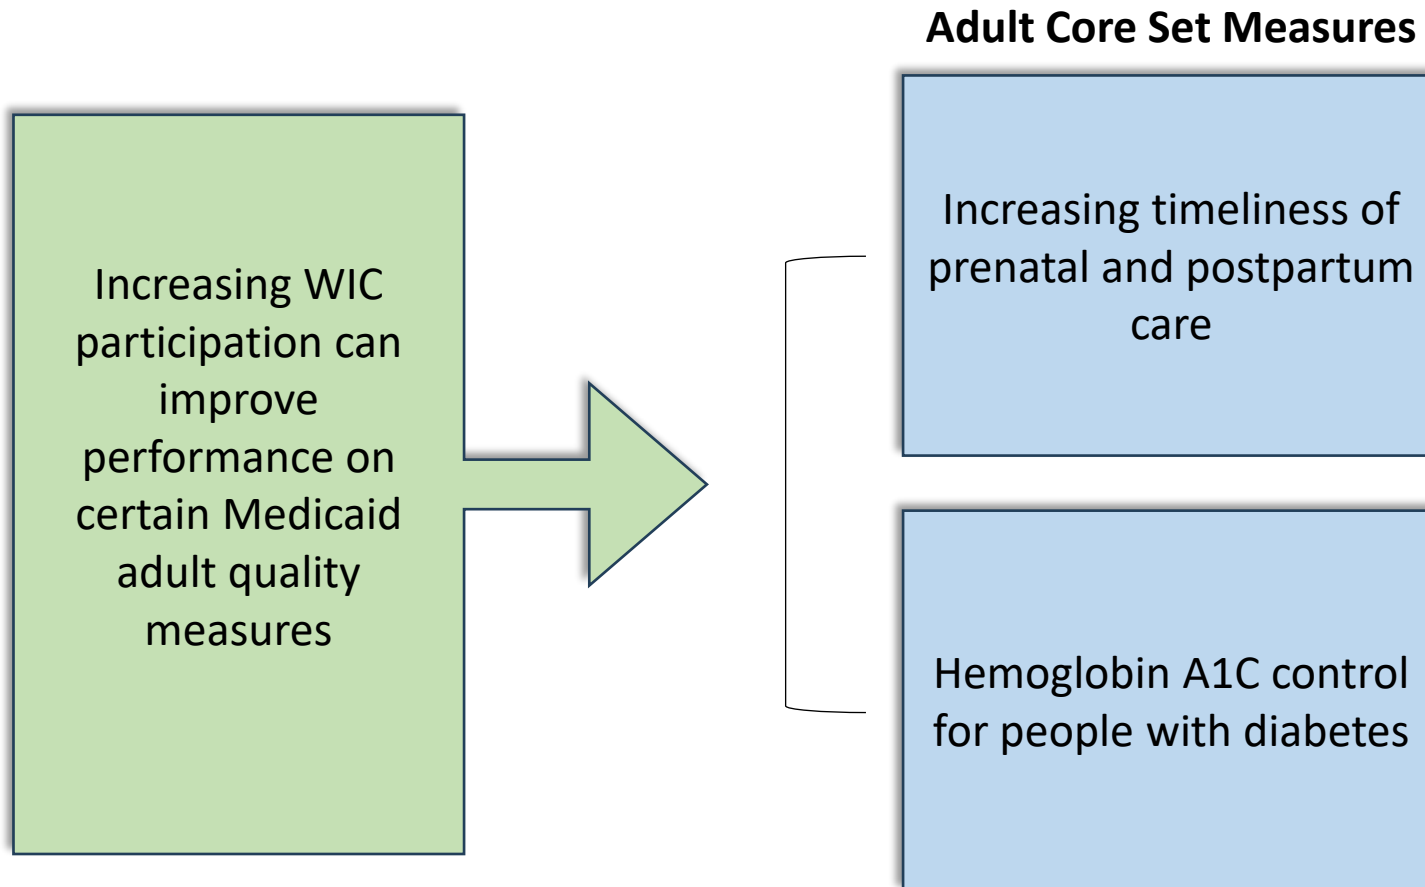 Adult Core Set Measures
Increasing WIC
participation can
improve
performance on
certain Medicaid
adult quality
measures
Increasing timeliness of
prenatal and postpartum
care
Hemoglobin A1C control
for people with diabetes